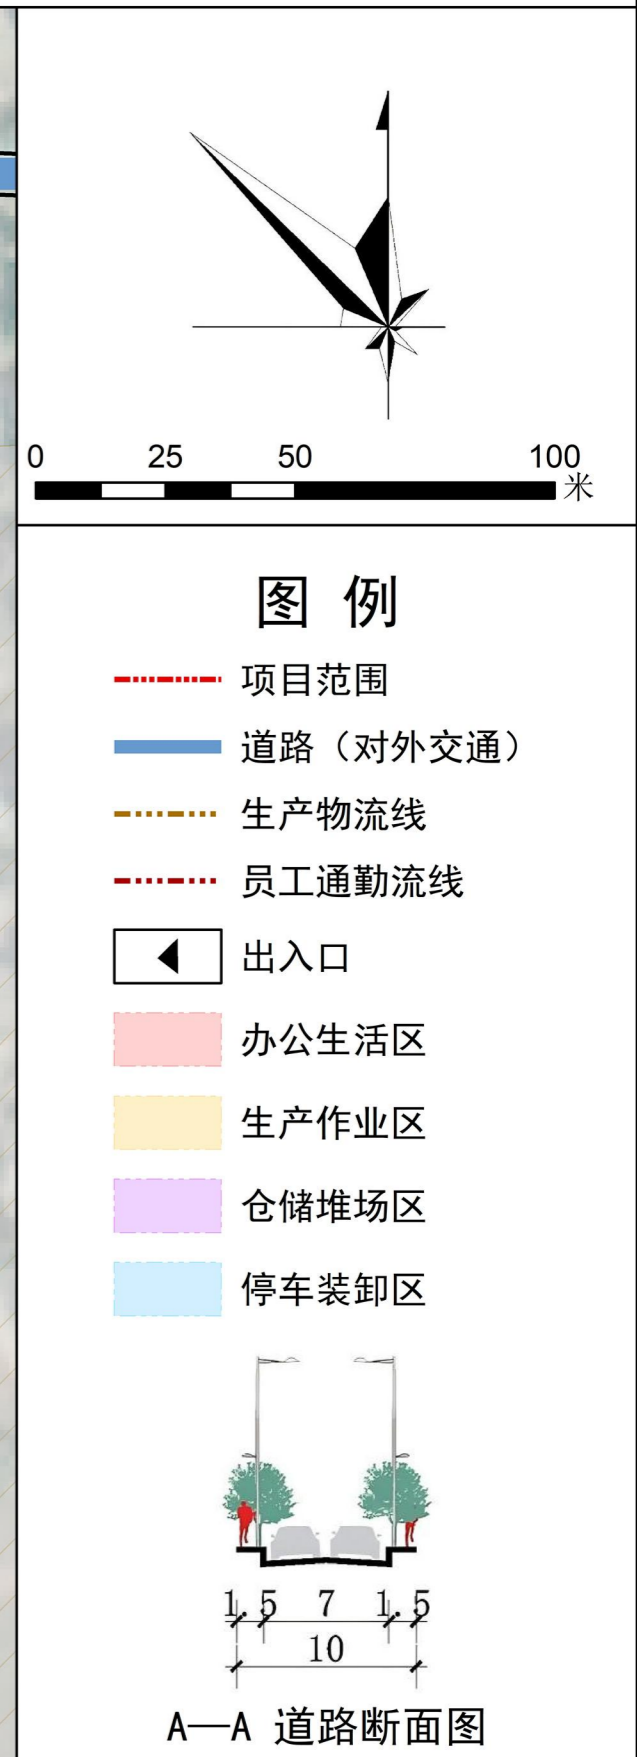 0 25 50 100
米
图 例
项目范围
道路（对外交通）
生产物流线
员工通勤流线
出入口
办公生活区
生产作业区
仓储堆场区
停车装卸区
1.5 7 1.5
10
A—A 道路断面图